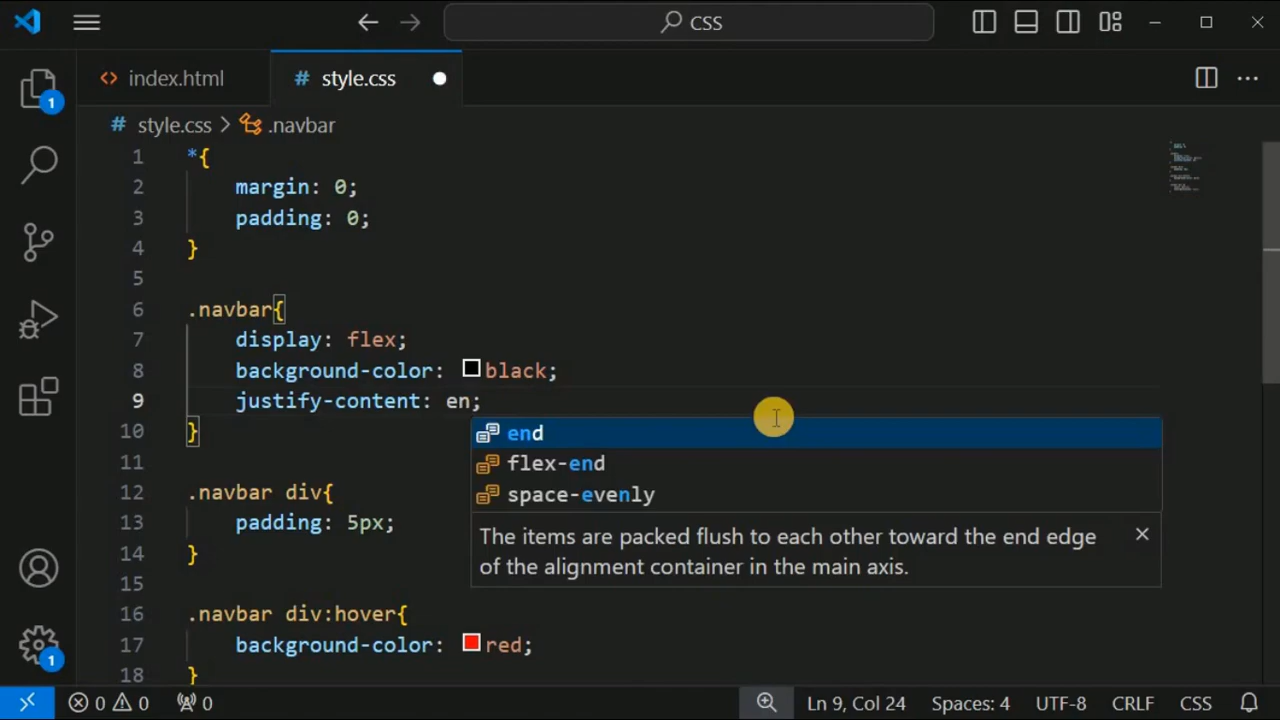 CSS
index.html
# style.css
# style.css > .navbar
1 *{
2 margin: 0;
3 padding: 0;
4 }
5
6 .navbar{
7 display: flex;
8 background-color: black;
9 justify-content: en;
10 }
end
flex-end
space-evenly
The items are packed flush to each other toward the end edge
of the alignment container in the main axis.
11
12 .navbar div{
13 padding: 5px;
14 }
15
16 .navbar div:hover{
17 background-color: red;
18 }
1
1
0 0 0 Ln 9, Col 24 Spaces: 4 UTF-8 CRLF CSS